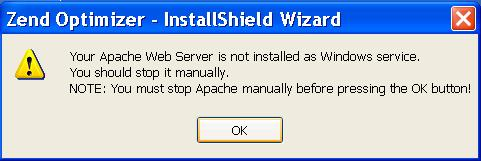 Zend Optimizer - InstallShield Wizard
Your Apache Web Server is not installed as Windows service.
You should stop it manually.
NOTE: You must stop Apache manually before pressing the OK button!
OK